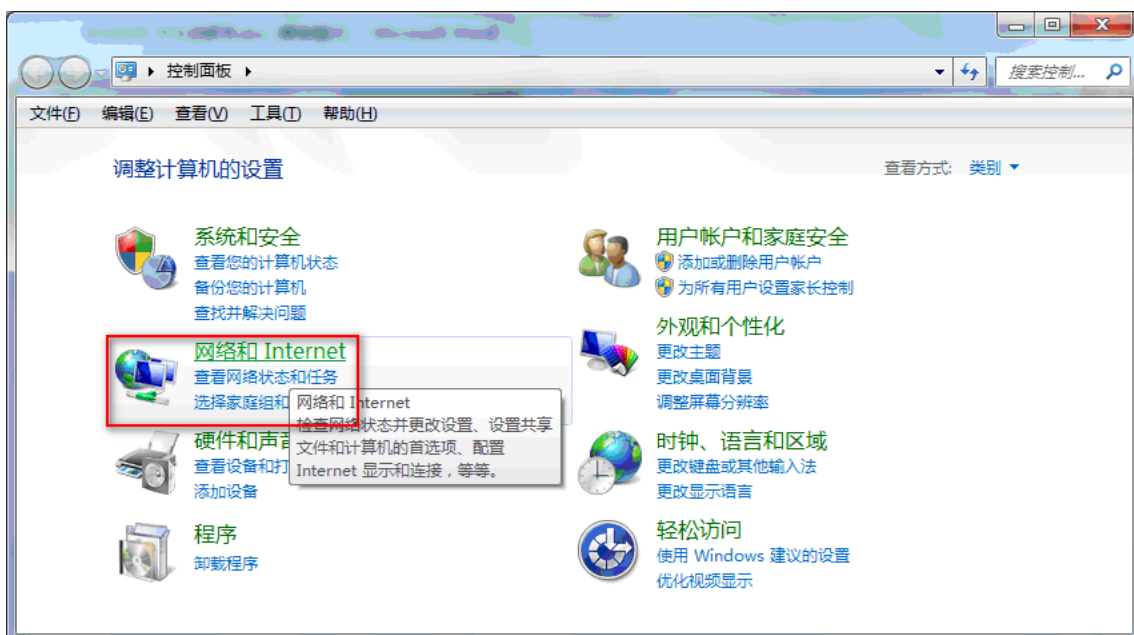 控制面板
搜索控制...
文件(F) 编辑(E) 查看(V) 工具(T) 帮助(H)
调整计算机的设置
查看方式: 类别
系统和安全
查看您的计算机状态
备份您的计算机
查找并解决问题
网络和 Internet
查看网络状态和任务
选择家庭组和
网络和 Internet
检查网络状态并更改设置、设置共享
文件和计算机的首选项、配置
Internet 显示和连接，等等。
硬件和声音
查看设备和打
添加设备
程序
卸载程序
用户帐户和家庭安全
添加或删除用户帐户
为所有用户设置家长控制
外观和个性化
更改主题
更改桌面背景
调整屏幕分辨率
时钟、语言和区域
更改键盘或其他输入法
更改显示语言
轻松访问
使用 Windows 建议的设置
优化视频显示